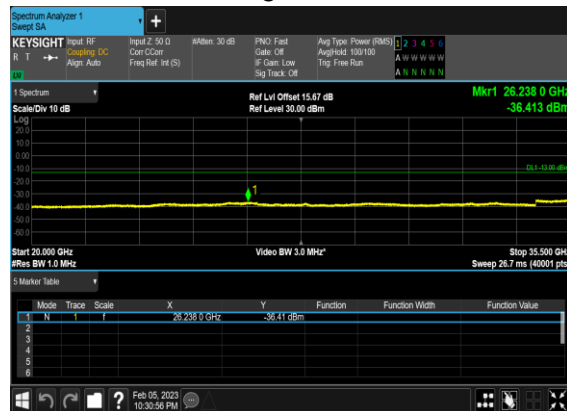 Spectrum Analyzer 1
Swept SA
+
KEYSIGHT Input: RF Input Z: 50 Ω #Atten: 30 dB PNO: Fast Avg Type: Power (RMS) 1 2 3 4 5 6
R T Coupling: DC Corr CCorr Gate: Off Avg|Hold: 100/100 A W W W W W
Align: Auto Freq Ref: Int (S) IF Gain: Low Trig: Free Run
Sig Track: Off A N N N N N
1 Spectrum
Ref Lvl Offset 15.67 dB Mkr1 26.238 0 GHz
Scale/Div 10 dB Ref Level 30.00 dBm -36.413 dBm
Log
20.0
10.0
0.00
-10.0
DL1 -13.00 dBm
-20.0
1
-30.0
-40.0
-50.0
-60.0
Start 20.000 GHz Video BW 3.0 MHz* Stop 35.500 GHz
#Res BW 1.0 MHz Sweep 26.7 ms (40001 pts
5 Marker Table
Mode Trace Scale X Y Function Function Width Function Value
1 N 1 f 26.238 0 GHz -36.41 dBm
2
3
4
5
6
? Feb 05, 2023
10:30:56 PM